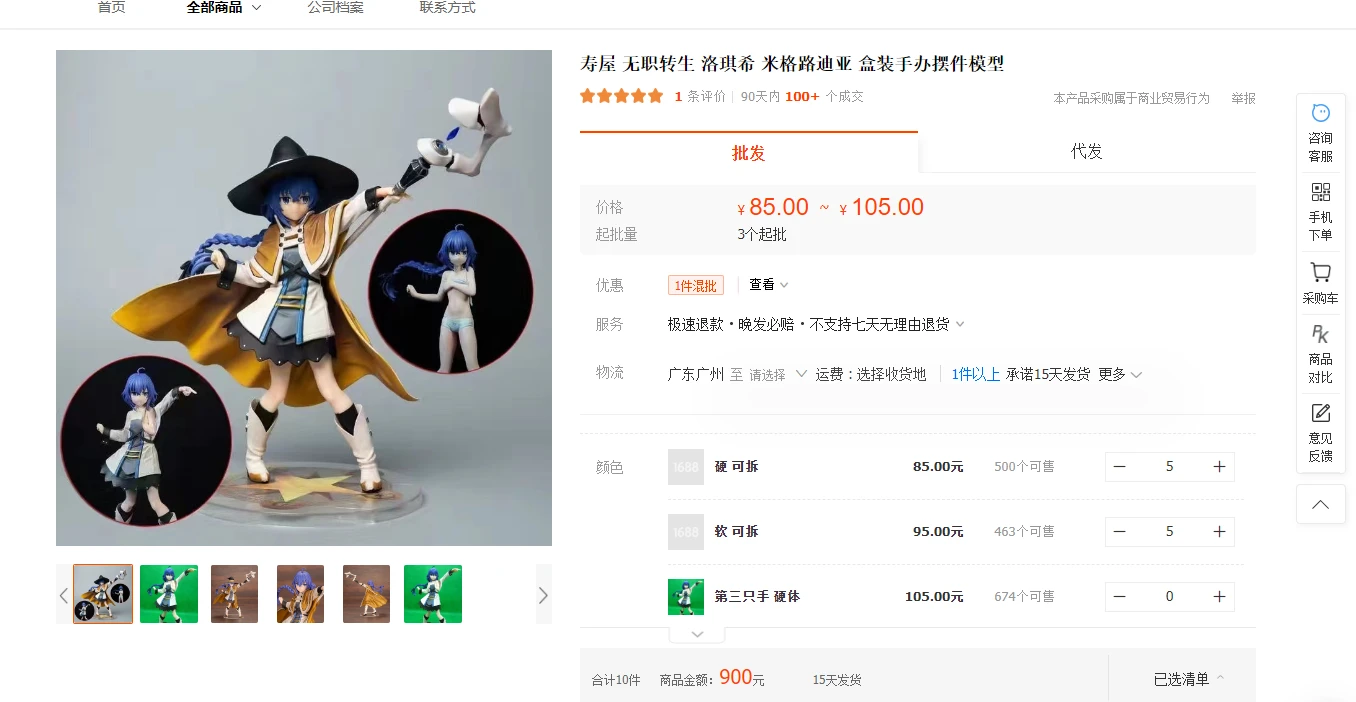 首页 全部商品 公司档案 联系方式
寿屋 无职转生 洛琪希 米格路迪亚 盒装手办摆件模型
1 条评价 90天内 100+ 个成交 本产品采购属于商业贸易行为 举报
批发 代发
价格 ¥ 85.00 ~ ¥ 105.00
起批量 3个起批
优惠 1件混批 查看
服务 极速退款·晚发必赔·不支持七天无理由退货
物流 广东广州 至 请选择 运费：选择收货地 1件以上 承诺15天发货 更多
颜色 1688 硬 可拆 85.00元 500个可售 — 5 +
1688 软 可拆 95.00元 463个可售 — 5 +
第三只手 硬体 105.00元 674个可售 — 0 +
合计10件 商品金额: 900元 15天发货 已选清单
咨询
客服
手机
下单
采购车
PK
商品
对比
意见
反馈